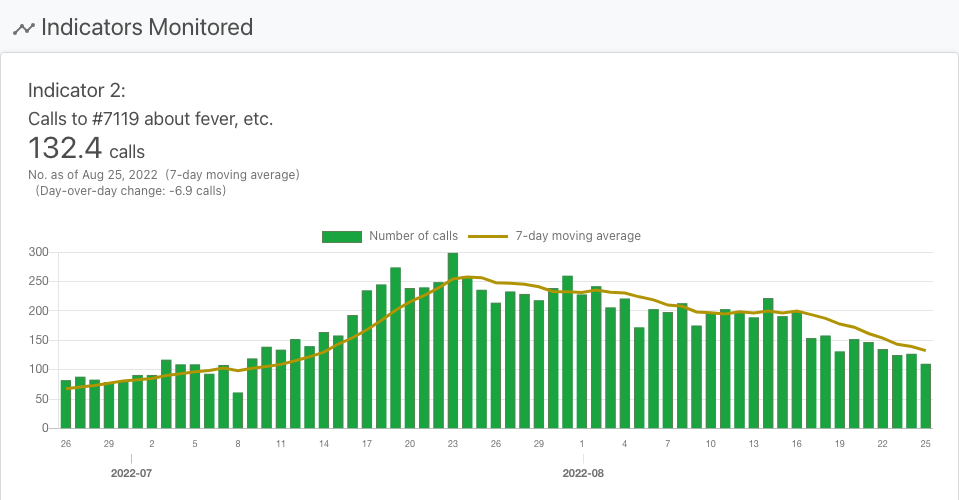 Indicators Monitored
Indicator 2:
Calls to #7119 about fever, etc.
132.4 calls
No. as of Aug 25, 2022 (7-day moving average)
(Day-over-day change: -6.9 calls)
Number of calls 7-day moving average
300
250
200
150
100
50
0
26 29 2 5 8 11 14 17 20 23 26 29 1 4 7 10 13 16 19 22 25
2022-07 2022-08